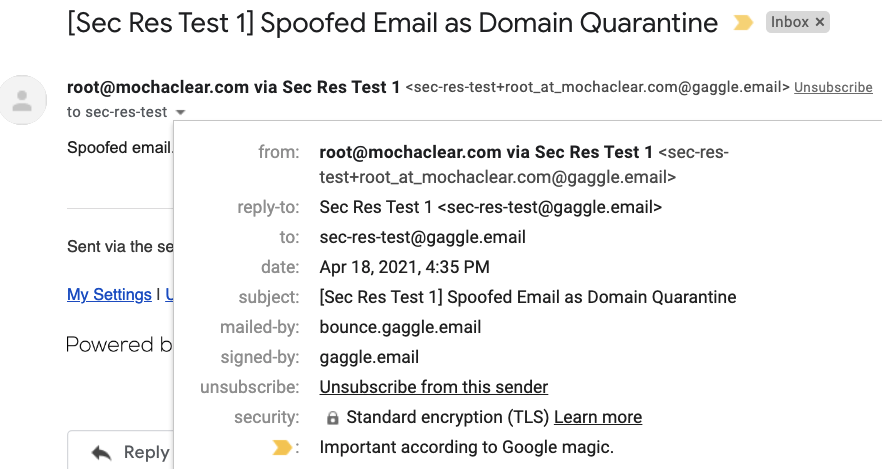 [Sec Res Test 1] Spoofed Email as Domain Quarantine Inbox ×
root@mochaclear.com via Sec Res Test 1 <sec-res-test+root_at_mochaclear.com@gaggle.email> Unsubscribe
to sec-res-test
Spoofed email.
from: root@mochaclear.com via Sec Res Test 1 <sec-res-
test+root_at_mochaclear.com@gaggle.email>
reply-to: Sec Res Test 1 <sec-res-test@gaggle.email>
to: sec-res-test@gaggle.email
date: Apr 18, 2021, 4:35 PM
subject: [Sec Res Test 1] Spoofed Email as Domain Quarantine
mailed-by: bounce.gaggle.email
signed-by: gaggle.email
unsubscribe: Unsubscribe from this sender
security: Standard encryption (TLS) Learn more
: Important according to Google magic.
Sent via the se
My Settings | U
Powered b
Reply